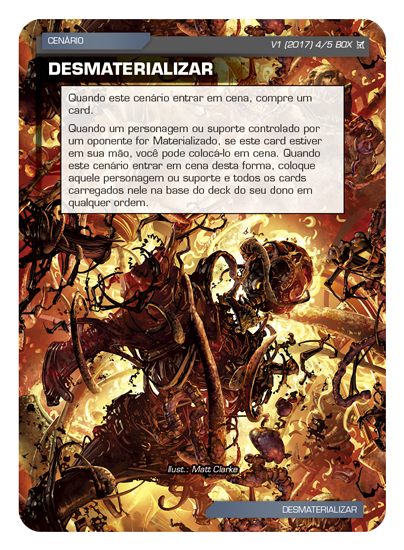 CENÁRIO
V1 (2017) 4/5 BOX
DESMATERIALIZAR
Quando este cenário entrar em cena, compre um
card.
Quando um personagem ou suporte controlado por
um oponente for Materializado, se este card estiver
em sua mão, você pode colocá-lo em cena. Quando
este cenário entrar em cena desta forma, coloque
aquele personagem ou suporte e todos os cards
carregados nele na base do deck do seu dono em
qualquer ordem.
Ilust.: Matt Clarke
DESMATERIALIZAR